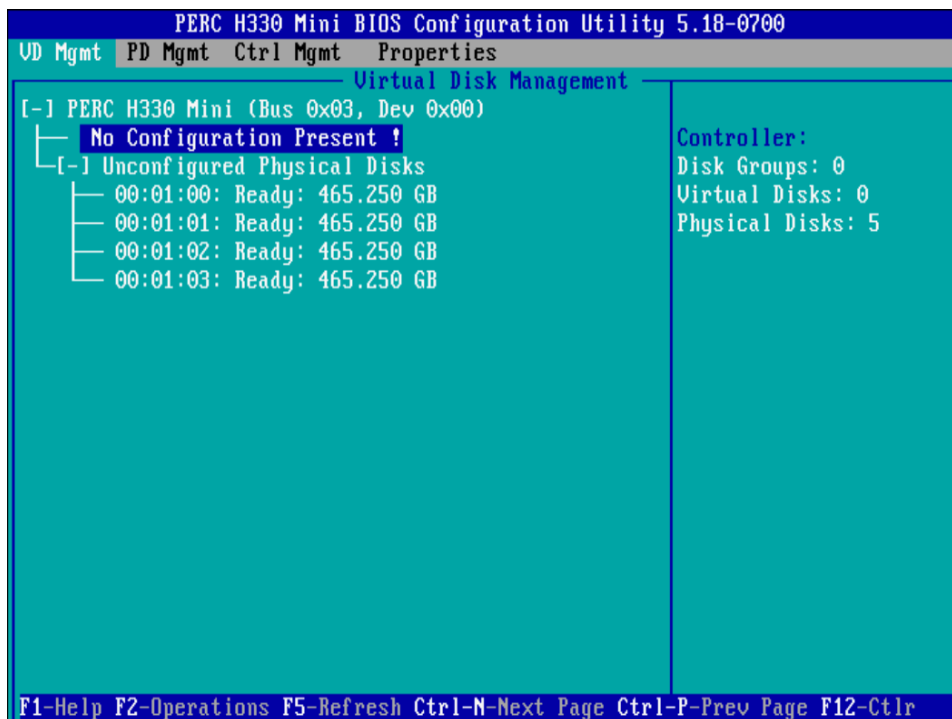 PERC H330 Mini BIOS Configuration Utility 5.18-0700
VD Mgmt PD Mgmt Ctrl Mgmt Properties
Virtual Disk Management
[-] PERC H330 Mini (Bus 0x03, Dev 0x00)
No Configuration Present !
[-] Unconfigured Physical Disks
00:01:00: Ready: 465.250 GB
00:01:01: Ready: 465.250 GB
00:01:02: Ready: 465.250 GB
00:01:03: Ready: 465.250 GB
Controller:
Disk Groups: 0
Virtual Disks: 0
Physical Disks: 5
F1-Help F2-Operations F5-Refresh Ctrl-N-Next Page Ctrl-P-Prev Page F12-Ctlr